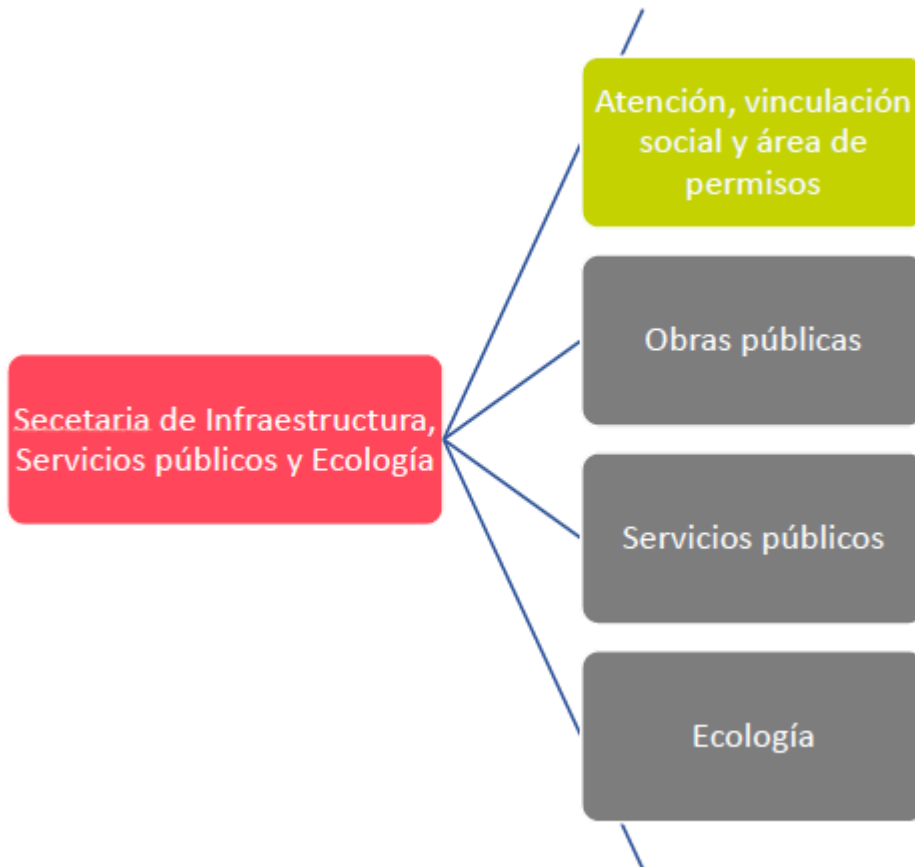 Atención, vinculación
social y área de
permisos
Obras públicas
Secetaria de Infraestructura,
Servicios públicos y Ecología
Servicios públicos
Ecología